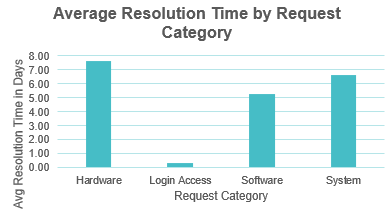 Average Resolution Time by Request
Category
Avg Resolution Time in Days
8.00
7.00
6.00
5.00
4.00
3.00
2.00
1.00
0.00
Hardware
Login Access
Software
System
Request Category